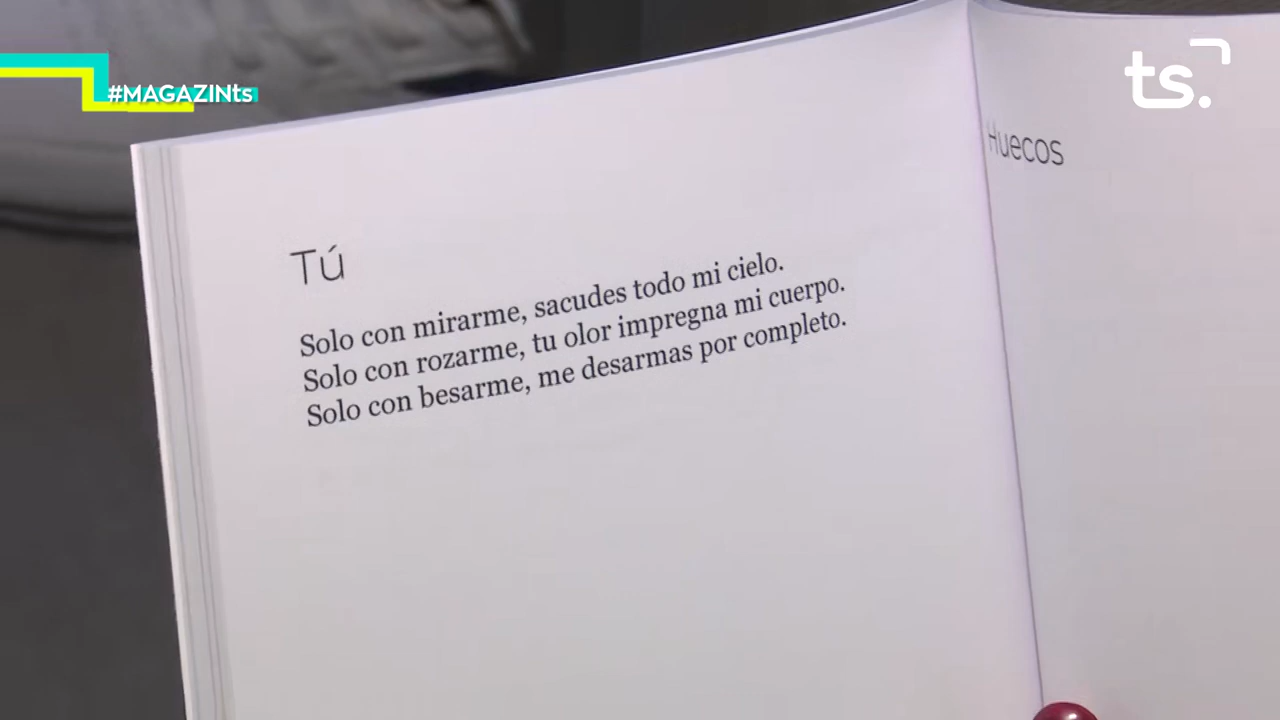 #MAGAZINts
ts.
Huecos
Tú
Solo con mirarme, sacudes todo mi cielo.
Solo con rozarme, tu olor impregna mi cuerpo.
Solo con besarme, me desarmas por completo.